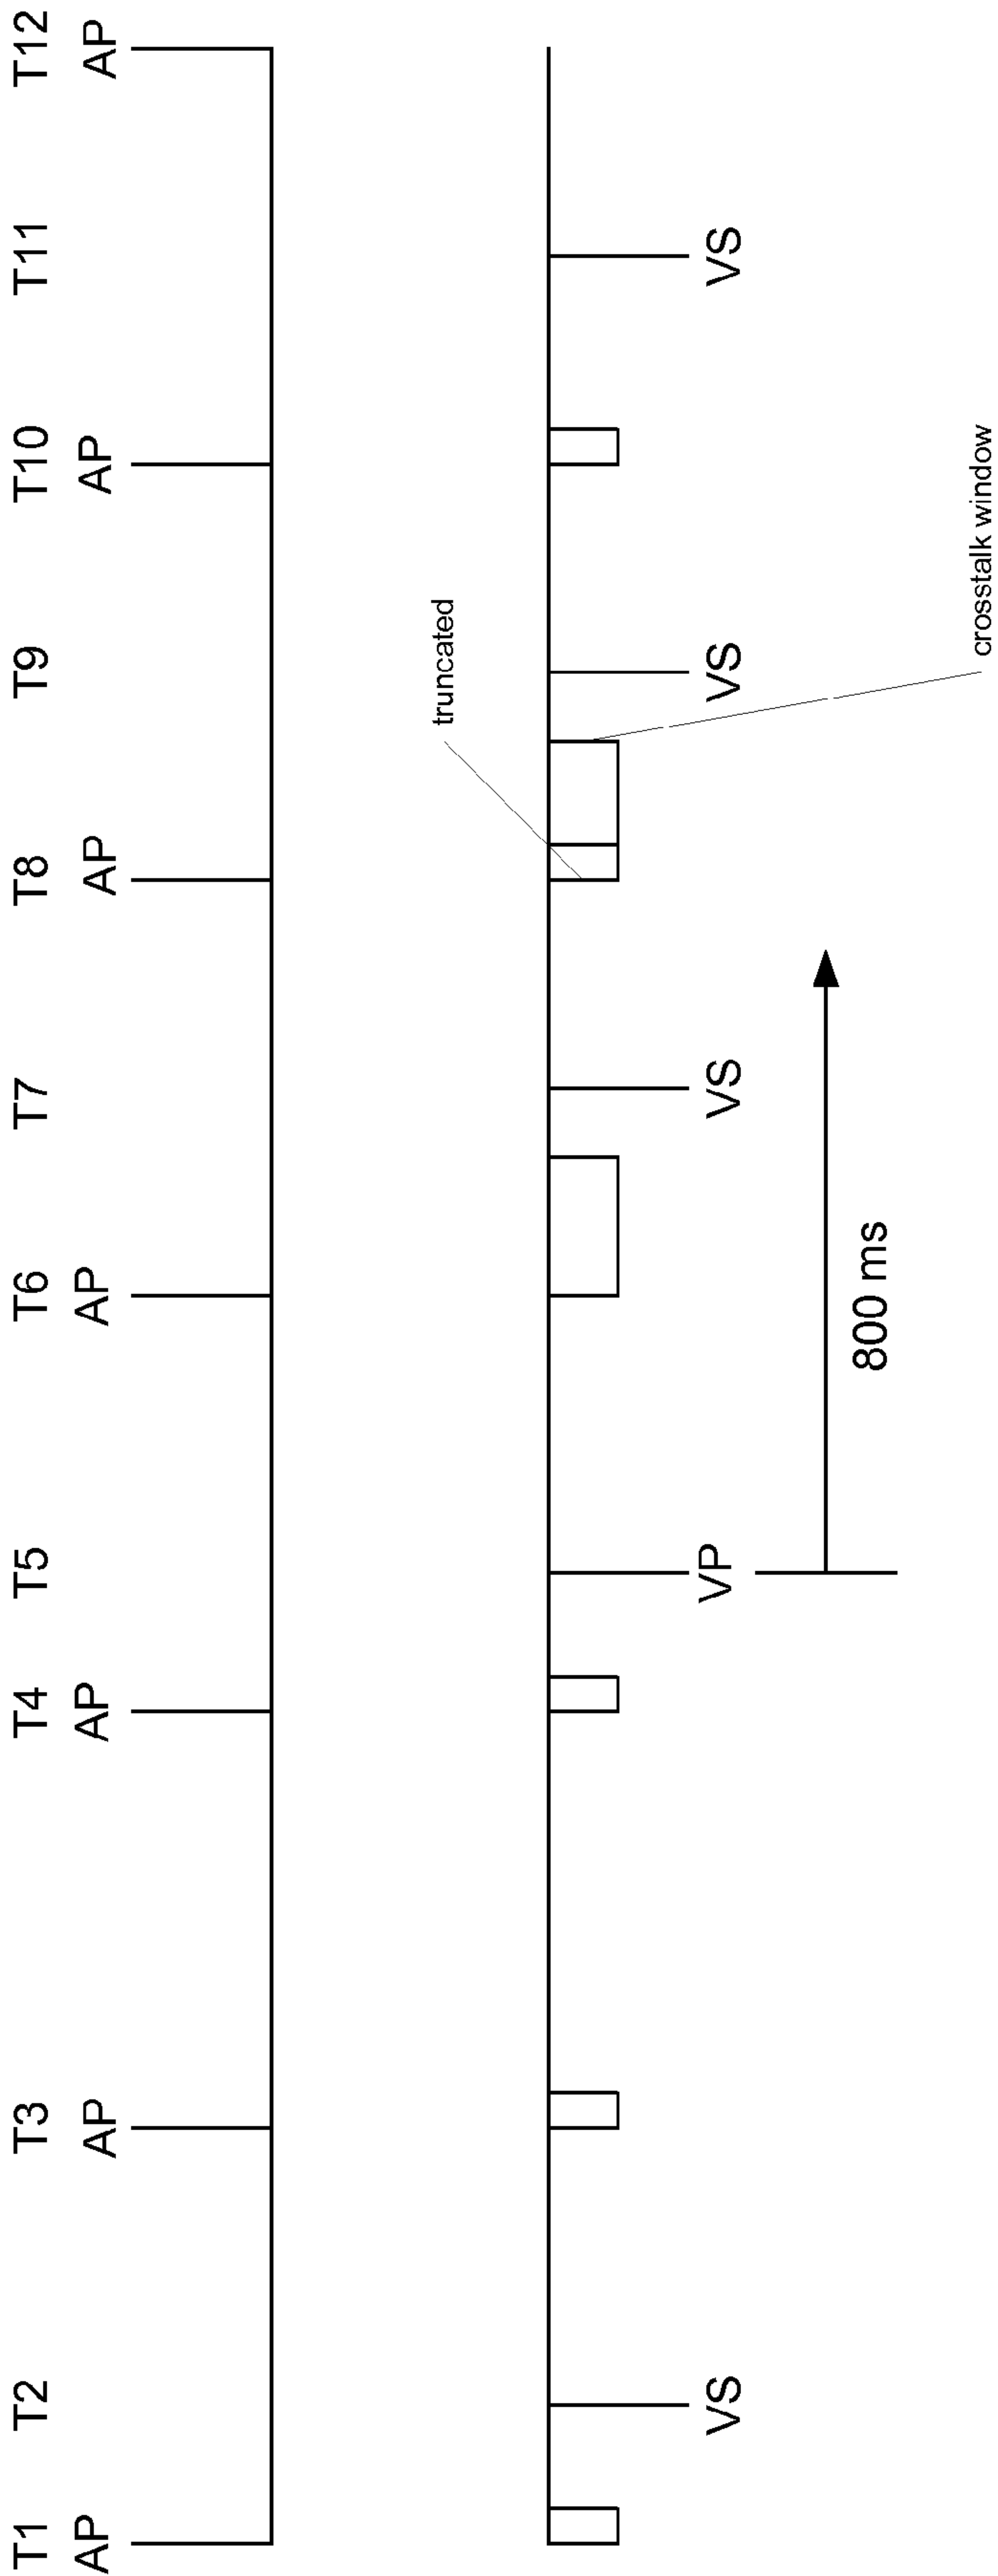 T1 T2 T3 T4 T5 T6 T7 T8 T9 T10 T11 T12
AP AP AP AP AP AP AP
truncated
VS VP VS VS VS
800 ms
crosstalk window